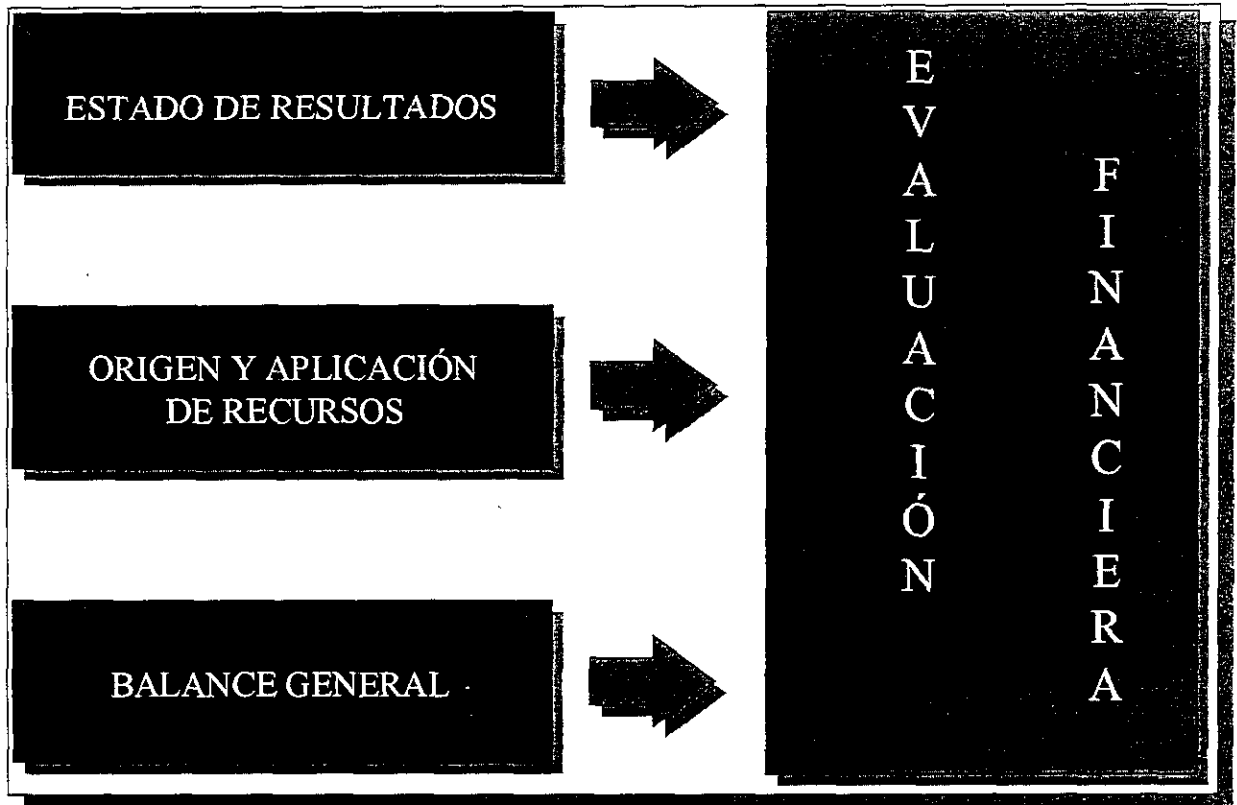 ESTADO DE RESULTADOS
ORIGEN Y APLICACIÓN
DE RECURSOS
BALANCE GENERAL
EVALUACIÓN
FINANCIERA